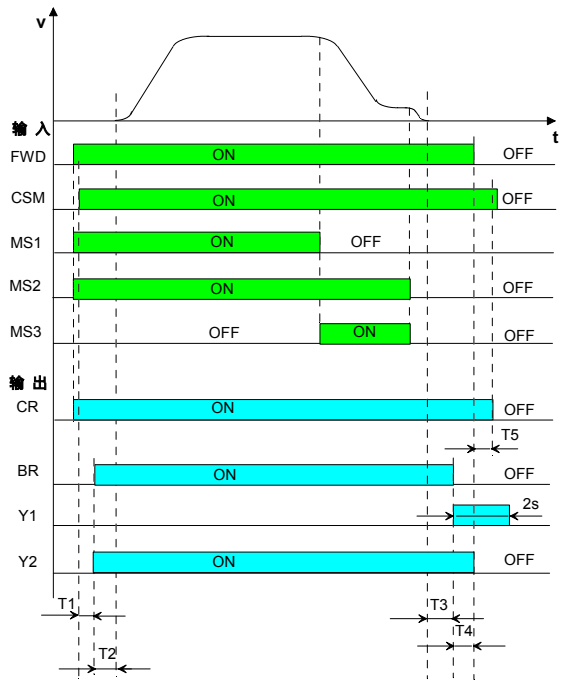 v
t
输 入
FWD ON OFF
CSM ON OFF
MS1 ON OFF
MS2 ON OFF
MS3 OFF ON OFF
输 出
CR ON OFF
T5
BR ON OFF
Y1 2s
Y2 ON OFF
T1 T3
T4
T2